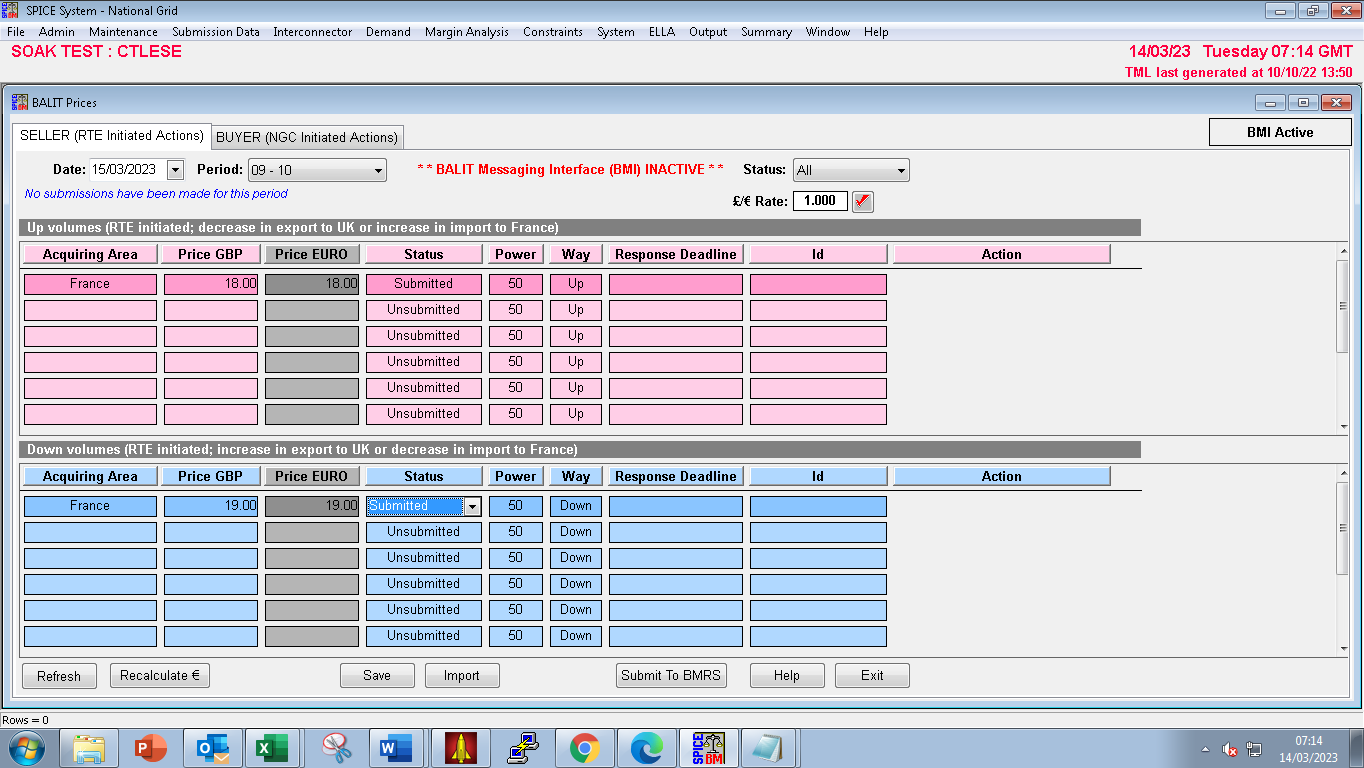 SPICE System - National Grid
File Admin Maintenance Submission Data Interconnector Demand Margin Analysis Constraints System ELLA Output Summary Window Help
SOAK TEST : CTLESE 14/03/23 Tuesday 07:14 GMT
TML last generated at 10/10/22 13:50
SPICE BM BALIT Prices
SELLER (RTE Initiated Actions) BUYER (NGC Initiated Actions) BMI Active
Date: 15/03/2023 Period: 09 - 10 * * BALIT Messaging Interface (BMI) INACTIVE * * Status: All
No submissions have been made for this period
£/€ Rate: 1.000
Up volumes (RTE initiated; decrease in export to UK or increase in import to France)
Acquiring Area Price GBP Price EURO Status Power Way Response Deadline Id Action
France 18.00 18.00 Submitted 50 Up
Unsubmitted 50 Up
Unsubmitted 50 Up
Unsubmitted 50 Up
Unsubmitted 50 Up
Unsubmitted 50 Up
Down volumes (RTE initiated; increase in export to UK or decrease in import to France)
Acquiring Area Price GBP Price EURO Status Power Way Response Deadline Id Action
France 19.00 19.00 Submitted 50 Down
Unsubmitted 50 Down
Unsubmitted 50 Down
Unsubmitted 50 Down
Unsubmitted 50 Down
Unsubmitted 50 Down
Refresh Recalculate € Save Import Submit To BMRS Help Exit
Rows = 0
SPICE BM 07:14
14/03/2023